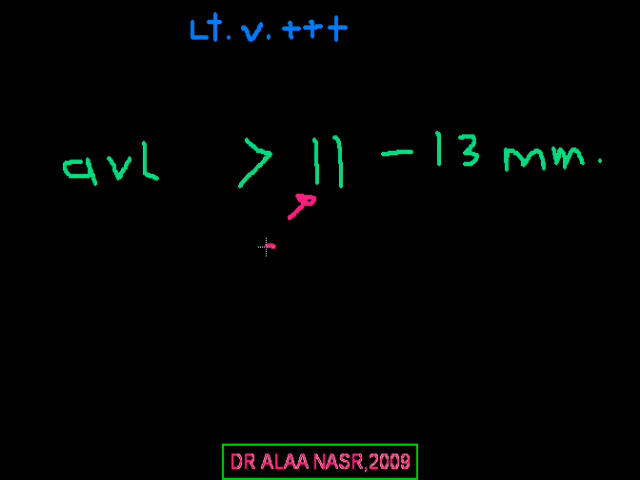 Lt. v. +++
avL > 11 - 13 mm.
DR ALAA NASR,2009